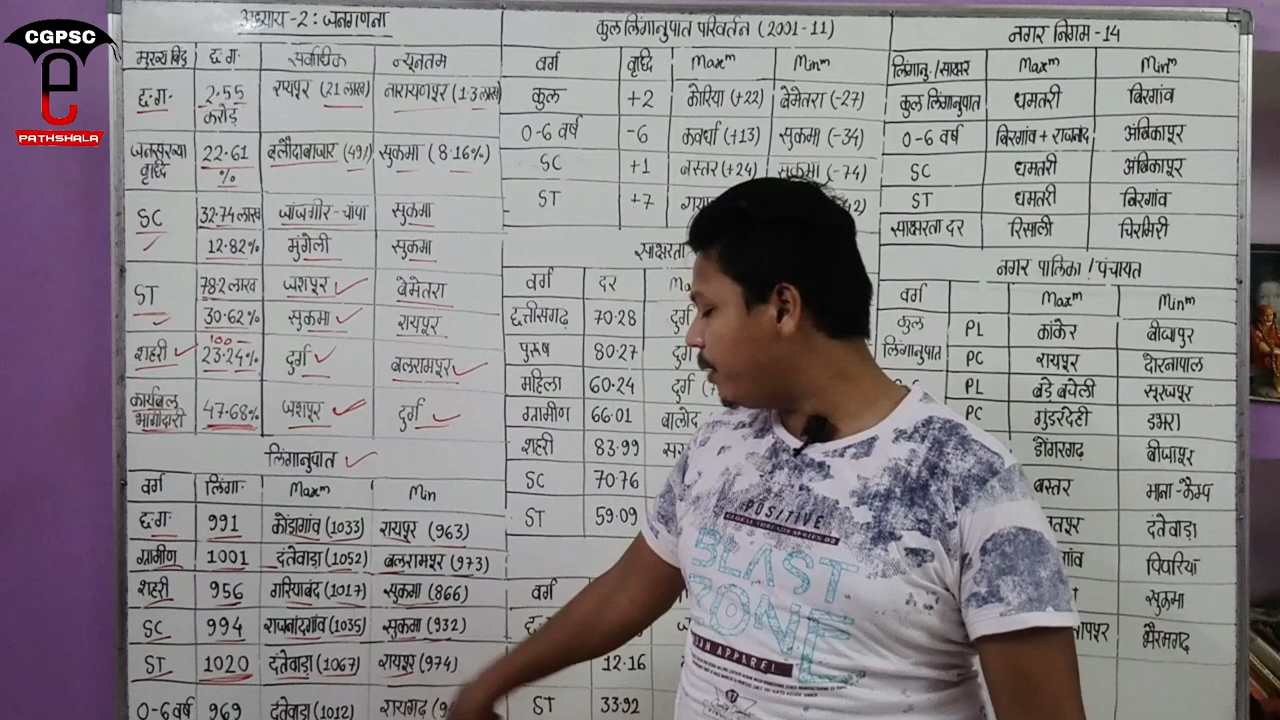 CGPSC
e
PATHSHALA
अध्याय-2: जनगणना
मुख्य बिंदु छ.ग. सर्वाधिक न्यूनतम
छ.ग. 2.55 करोड़ रायपुर (21 लाख) नारायणपुर (1.3 लाख)
जनसंख्या वृद्धि 22.61 % बलौदाबाजार (49%) सुकमा (8.16%)
SC 32.74 लाख जांजगीर-चांपा सुकमा
12.82% मुंगेली सुकमा
ST 78.2 लाख जशपुर बेमेतरा
30.62% सुकमा रायपुर
100-
शहरी 23.24% दुर्ग बलरामपुर
कार्यबल भागीदारी 47.68% जशपुर दुर्ग
लिंगानुपात
वर्ग लिंगा. Maxm Min
छ.ग. 991 कोंडागांव (1033) रायपुर (963)
ग्रामीण 1001 दंतेवाड़ा (1052) बलरामपुर (973)
शहरी 956 गरियाबंद (1017) सुकमा (866)
SC 994 राजनांदगांव (1035) सुकमा (932)
ST 1020 दंतेवाड़ा (1067) रायपुर (974)
0-6 वर्ष 969 दंतेवाड़ा (1012) रायगढ़
कुल लिंगानुपात परिवर्तन (2001-11)
वर्ग वृद्धि Maxm Minm
कुल +2 कोरिया (+22) बेमेतरा (-27)
0-6 वर्ष -6 कवर्धा (+13) सुकमा (-34)
SC +1 बस्तर (+24) सुकमा (-74)
ST +7
साक्षरता
वर्ग दर
छत्तीसगढ़ 70.28 दुर्ग
पुरूष 80.27 दुर्ग
महिला 60.24 दुर्ग
ग्रामीण 66.01 बालोद
शहरी 83.99
SC 70.76
ST 59.09
वर्ग
12.16
ST 33.92
नगर निगम-14
लिंगानु./साक्षर Maxm Minm
कुल लिंगानुपात धमतरी बिरगांव
0-6 वर्ष बिरगांव + राजनांद अंबिकापुर
SC धमतरी अंबिकापुर
ST धमतरी बिरगांव
साक्षरता दर रिसाली चिरमिरी
नगर पालिका / पंचायत
वर्ग Maxm Minm
कुल लिंगानुपात PL कांकेर बीजापुर
PC रायपुर दोरनापाल
PL बड़े बचेली सूरजपुर
PC गुंडरदेही डभरा
डोंगरगढ़ बीजापुर
बस्तर माना-कैम्प
दंतेवाड़ा
पिपरिया
सुकमा
भैरमगढ़
POSITIVE
BLAST
ZONE
APPAREL